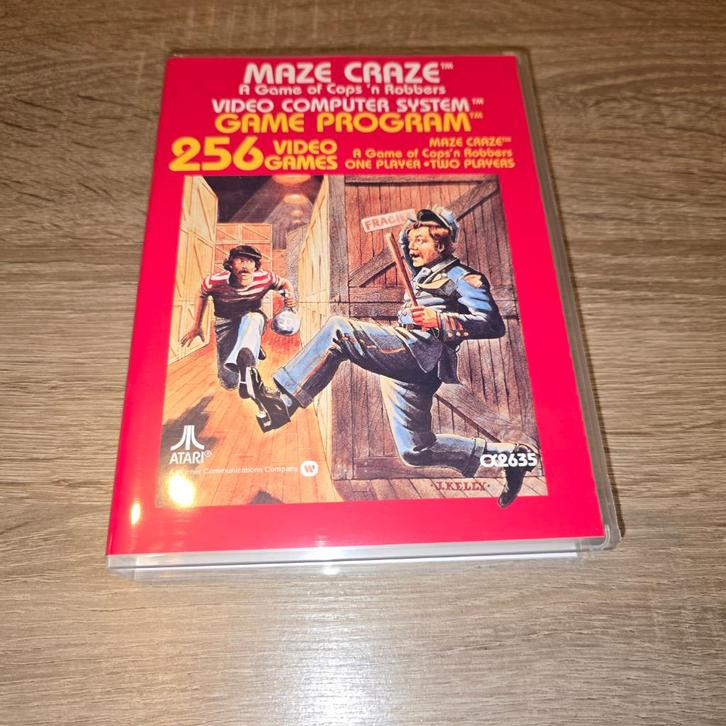 MAZE CRAZE™
A Game of Cops 'n Robbers
VIDEO COMPUTER SYSTEM™
GAME PROGRAM™
256 VIDEO GAMES
MAZE CRAZE™
A Game of Cops'n Robbers
ONE PLAYER • TWO PLAYERS
ATARI®
Communications Company
CX2635
·J.KELLY·